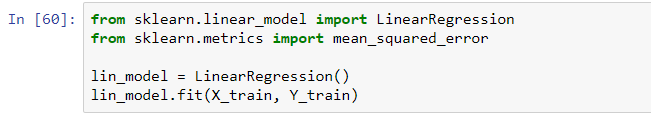 In [60]: from sklearn.linear_model import LinearRegression
from sklearn.metrics import mean_squared_error
lin_model = LinearRegression()
lin_model.fit(X_train, Y_train)